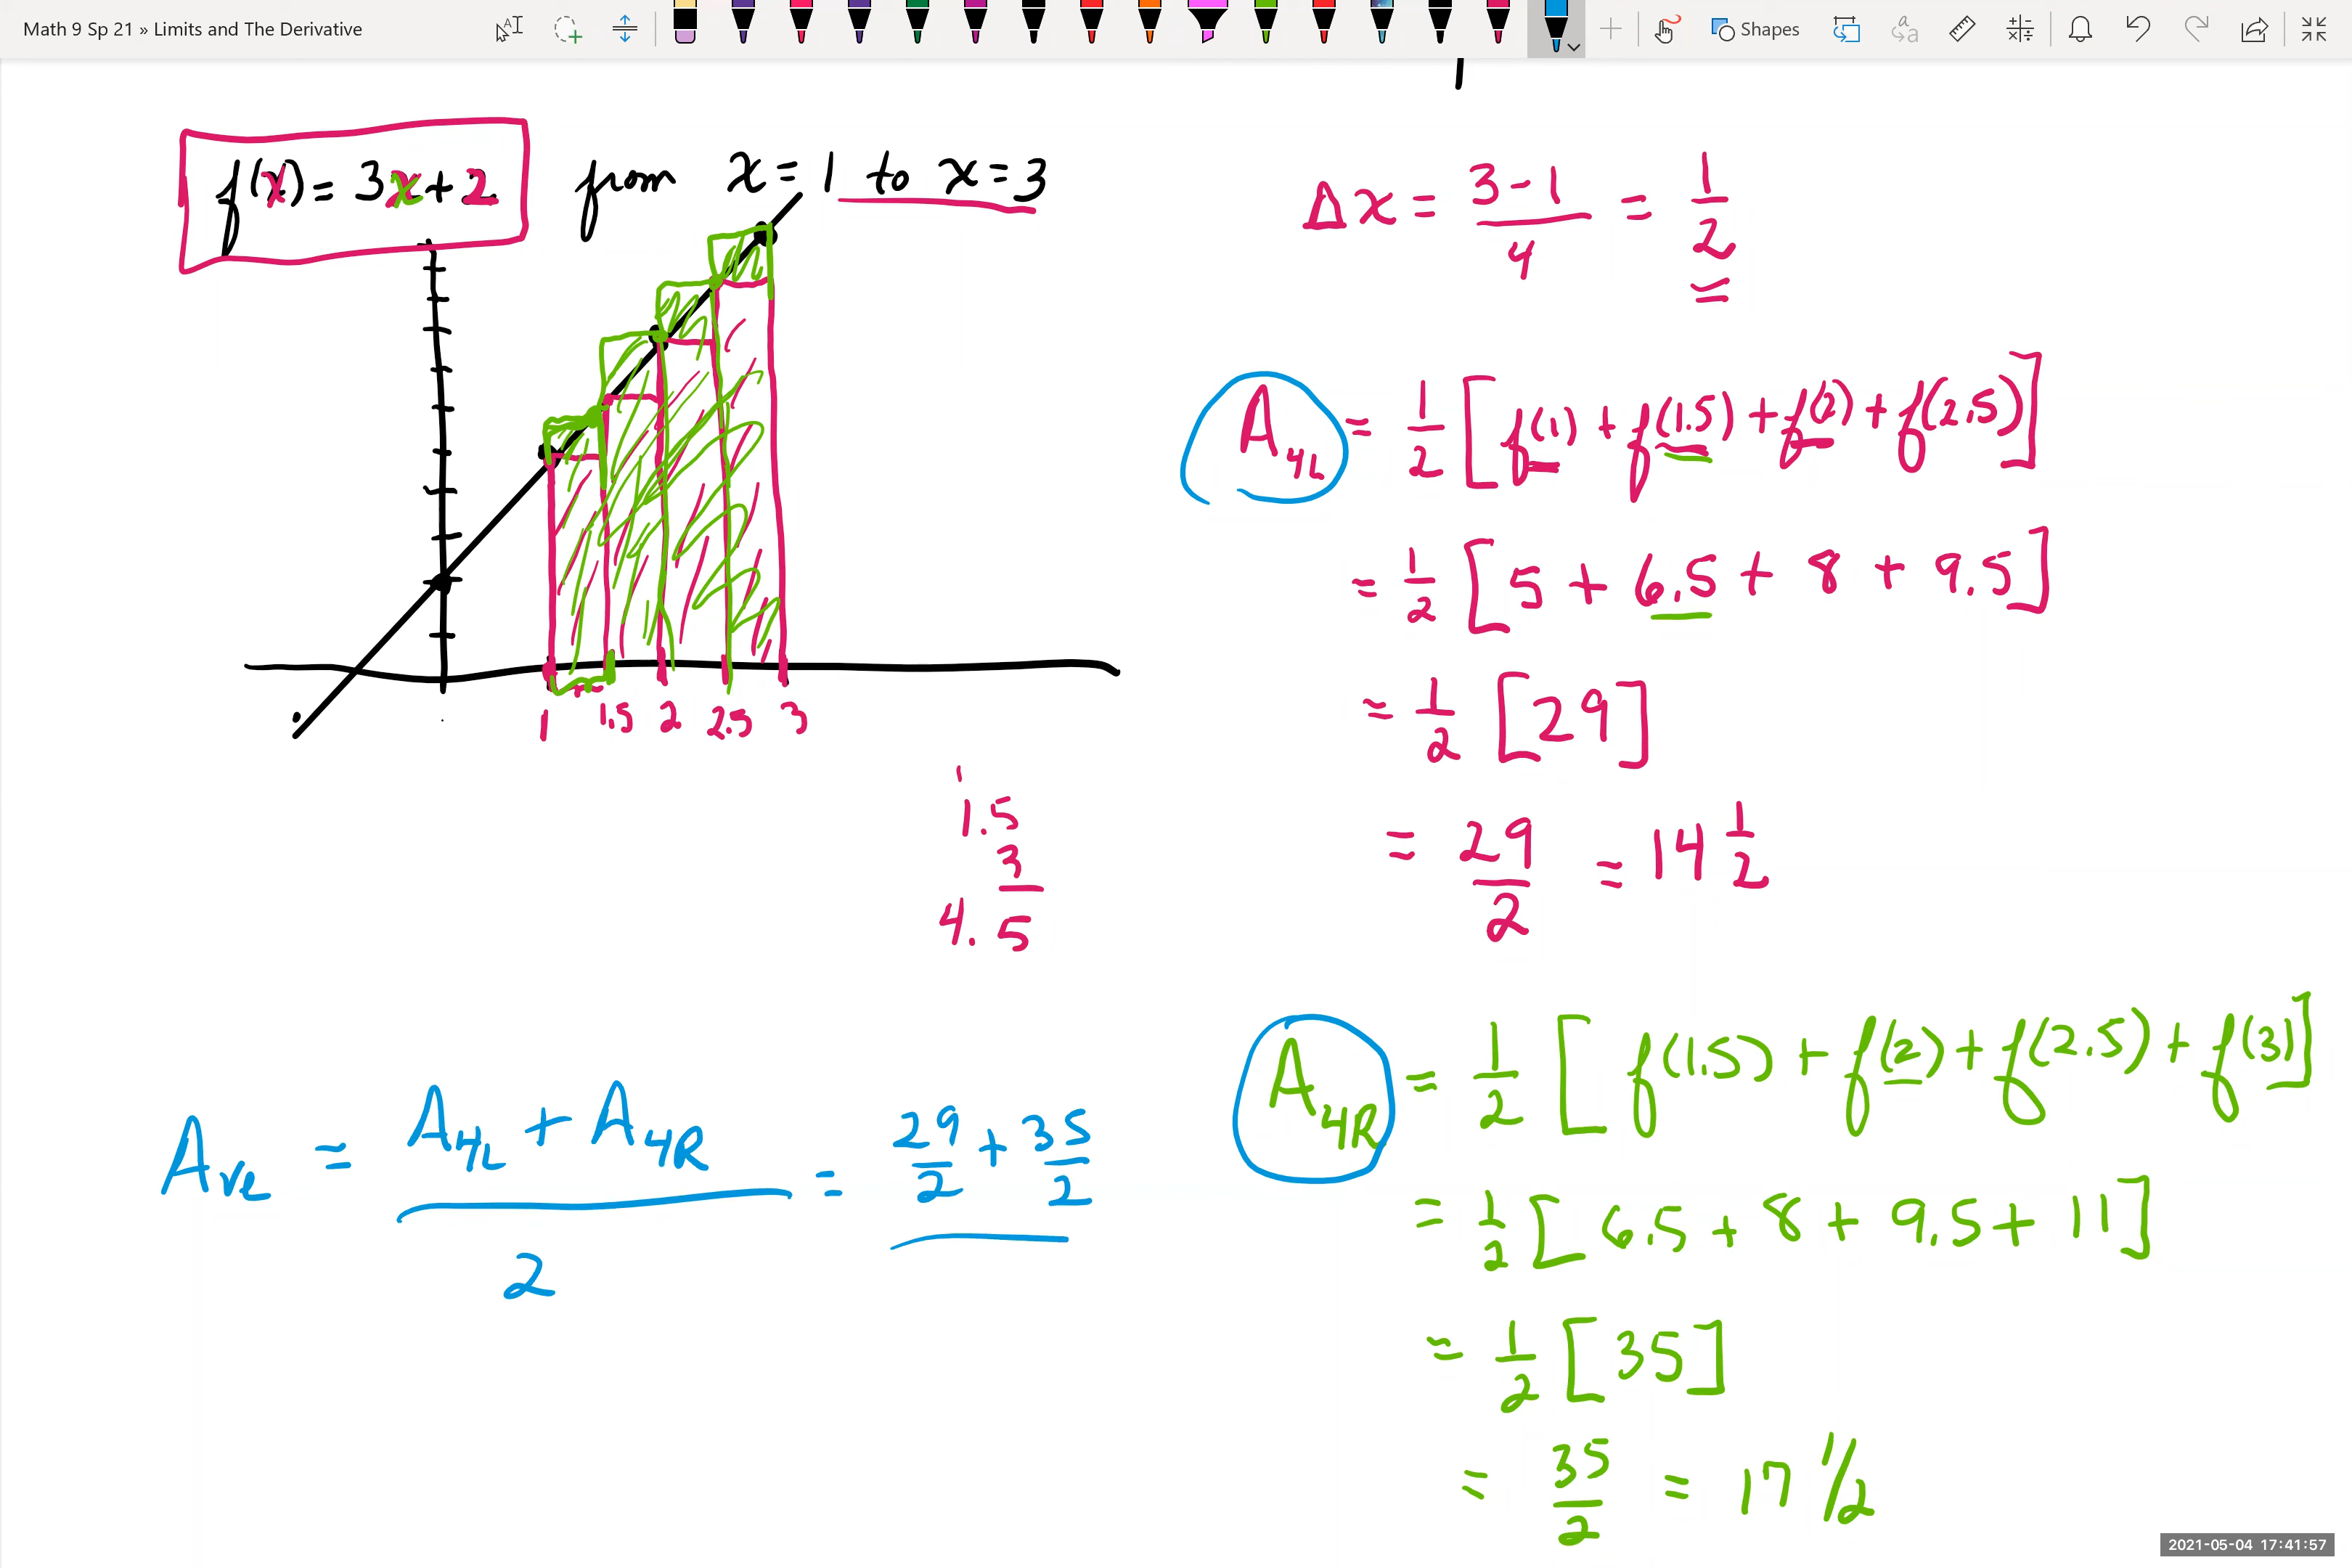 Math 9 Sp 21 » Limits and The Derivative
Shapes
f(x) = 3x + 2 from x = 1 to x = 3
1 1.5 2 2.5 3
1
1.5
3
4.5
Δx = (3 - 1)/4 = 1/2
A4L = 1/2 [f(1) + f(1.5) + f(2) + f(2.5)]
= 1/2 [5 + 6.5 + 8 + 9.5]
= 1/2 [29]
= 29/2 = 14 1/2
A4R = 1/2 [f(1.5) + f(2) + f(2.5) + f(3)]
= 1/2 [6.5 + 8 + 9.5 + 11]
= 1/2 [35]
= 35/2 = 17 1/2
Ave = (A4L + A4R)/2 = 29/2 + 35/2
2021-05-04 17:41:57